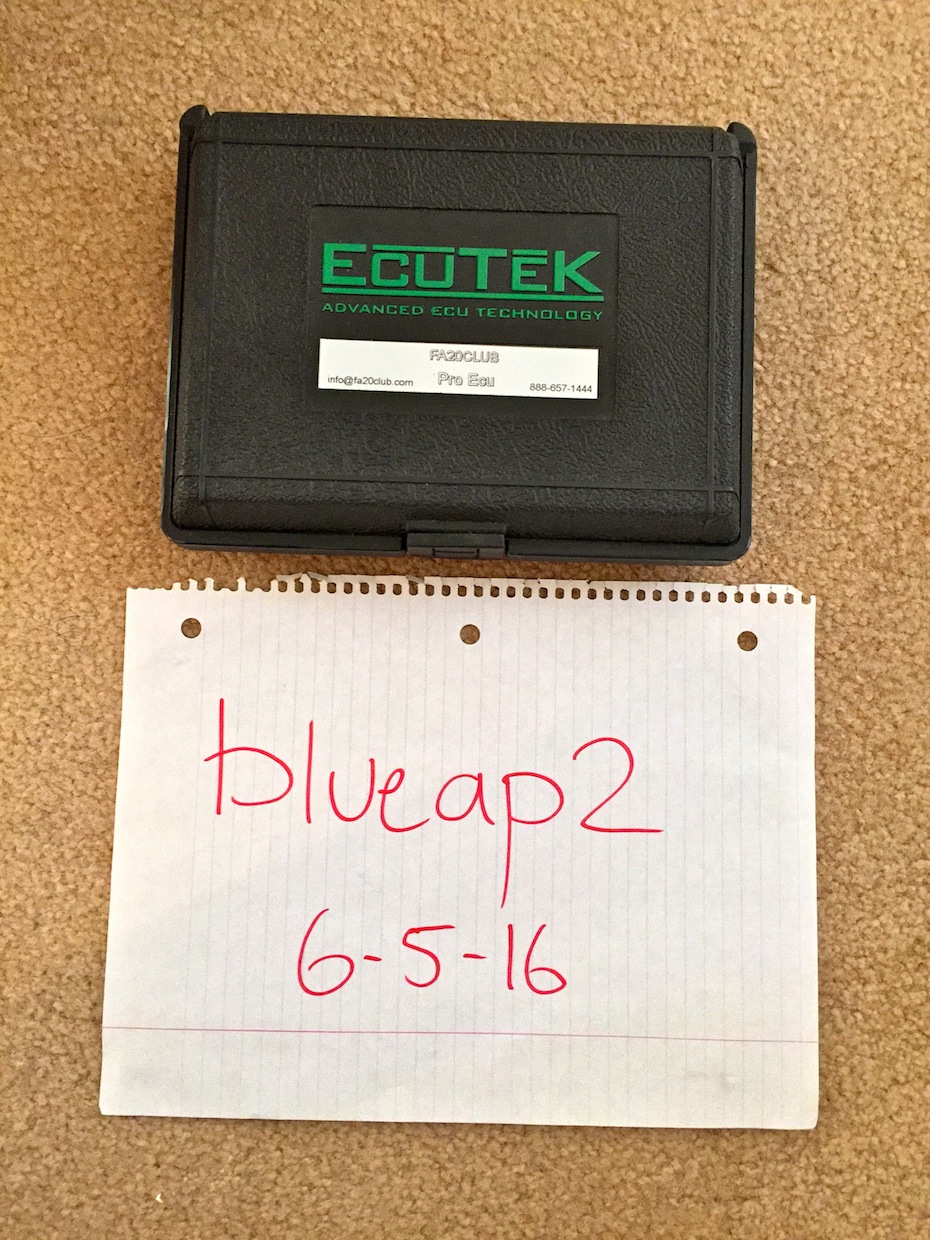 ECUTEK
ADVANCED ECU TECHNOLOGY
FA20CLUB
info@fa20club.com Pro Ecu 888-657-1444
blueap2
6-5-16